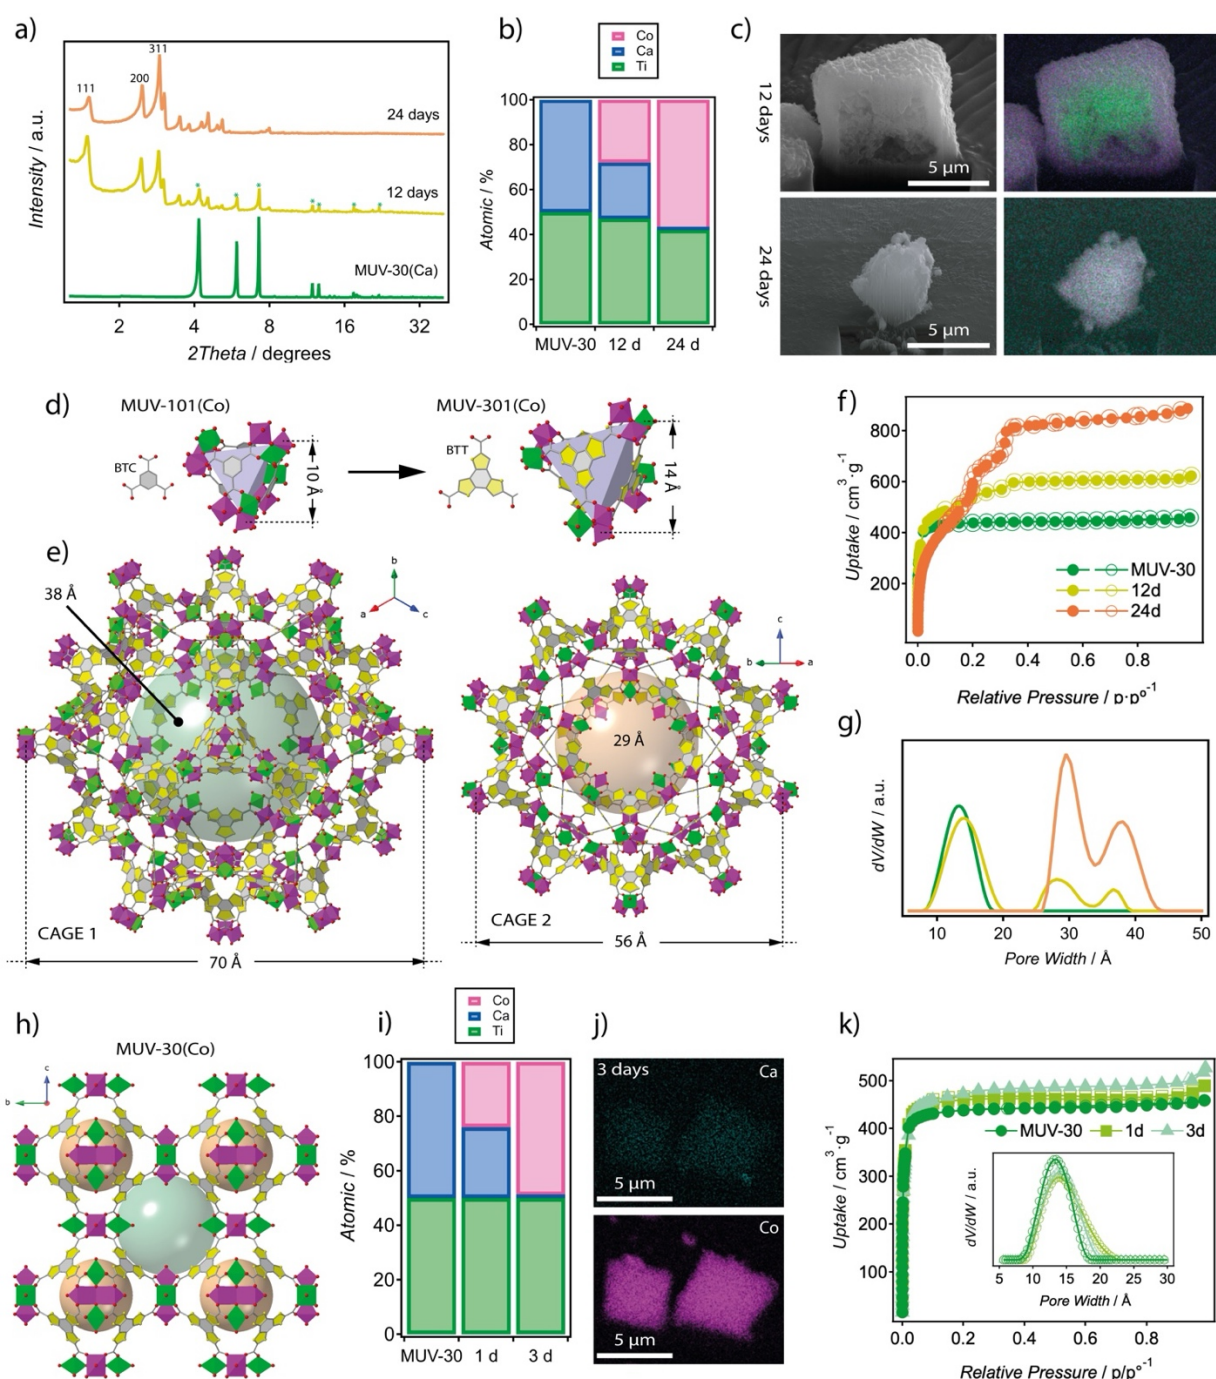 a)
Intensity / a.u.
111
200
311
24 days
12 days
MUV-30(Ca)
2 4 8 16 32
2Theta / degrees
b)
Co
Ca
Ti
Atomic / %
100
80
60
40
20
0
MUV-30 12 d 24 d
c)
12 days
5 µm
24 days
5 µm
d)
MUV-101(Co)
BTC
10 Å
MUV-301(Co)
BTT
14 Å
e)
38 Å
b
a
c
CAGE 1
70 Å
c
b
a
29 Å
CAGE 2
56 Å
f)
Uptake / cm³·g⁻¹
800
600
400
200
MUV-30
12d
24d
0.0 0.2 0.4 0.6 0.8
Relative Pressure / p·pº⁻¹
g)
dV/dW / a.u.
10 20 30 40 50
Pore Width / Å
h)
MUV-30(Co)
c
b
i)
Co
Ca
Ti
Atomic / %
100
80
60
40
20
0
MUV-30 1 d 3 d
j)
3 days Ca
5 µm
Co
5 µm
k)
Uptake / cm³·g⁻¹
500
400
300
200
100
MUV-30 1d 3d
dV/dW / a.u.
5 10 15 20 25 30
Pore Width / Å
0.0 0.2 0.4 0.6 0.8
Relative Pressure / p/pº⁻¹